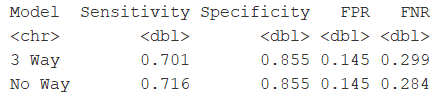 Model Sensitivity Specificity FPR FNR
<chr> <dbl> <dbl> <dbl> <dbl>
3 Way 0.701 0.855 0.145 0.299
No Way 0.716 0.855 0.145 0.284